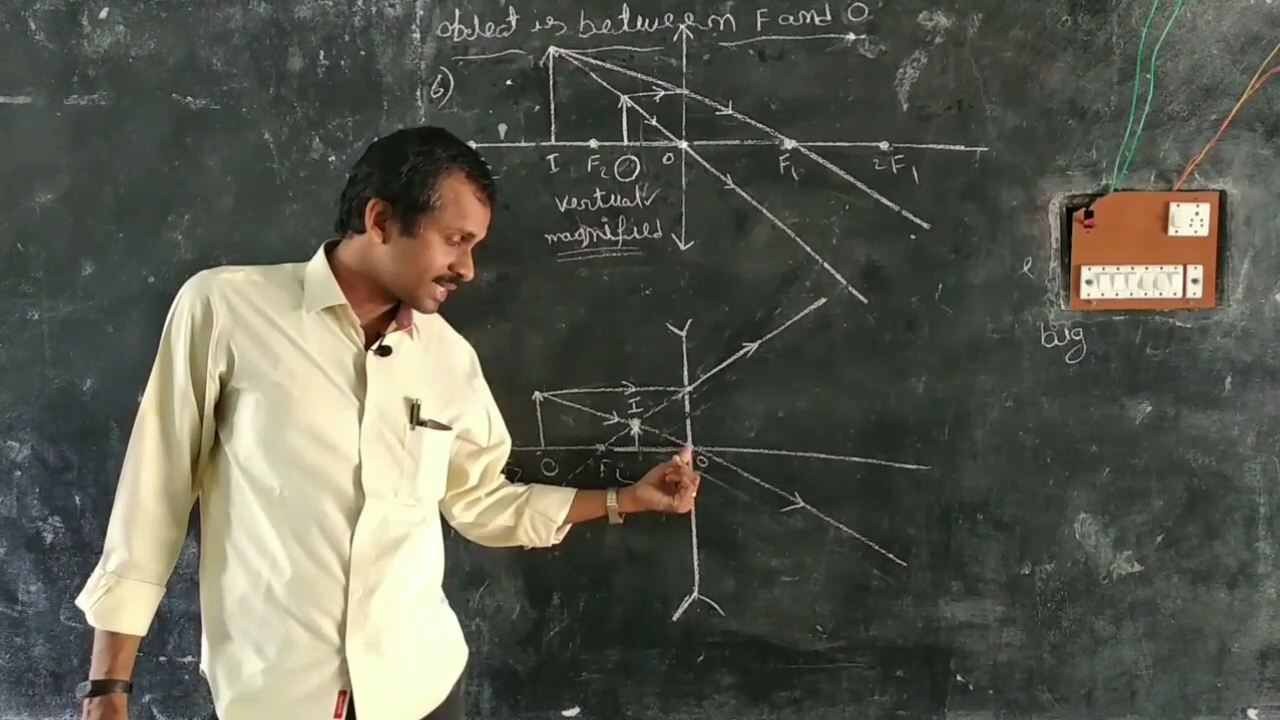 object is between F and O
6)
I F₂ O O F₁ 2F₁
virtual
magnified
e
big
I
O F₂ O